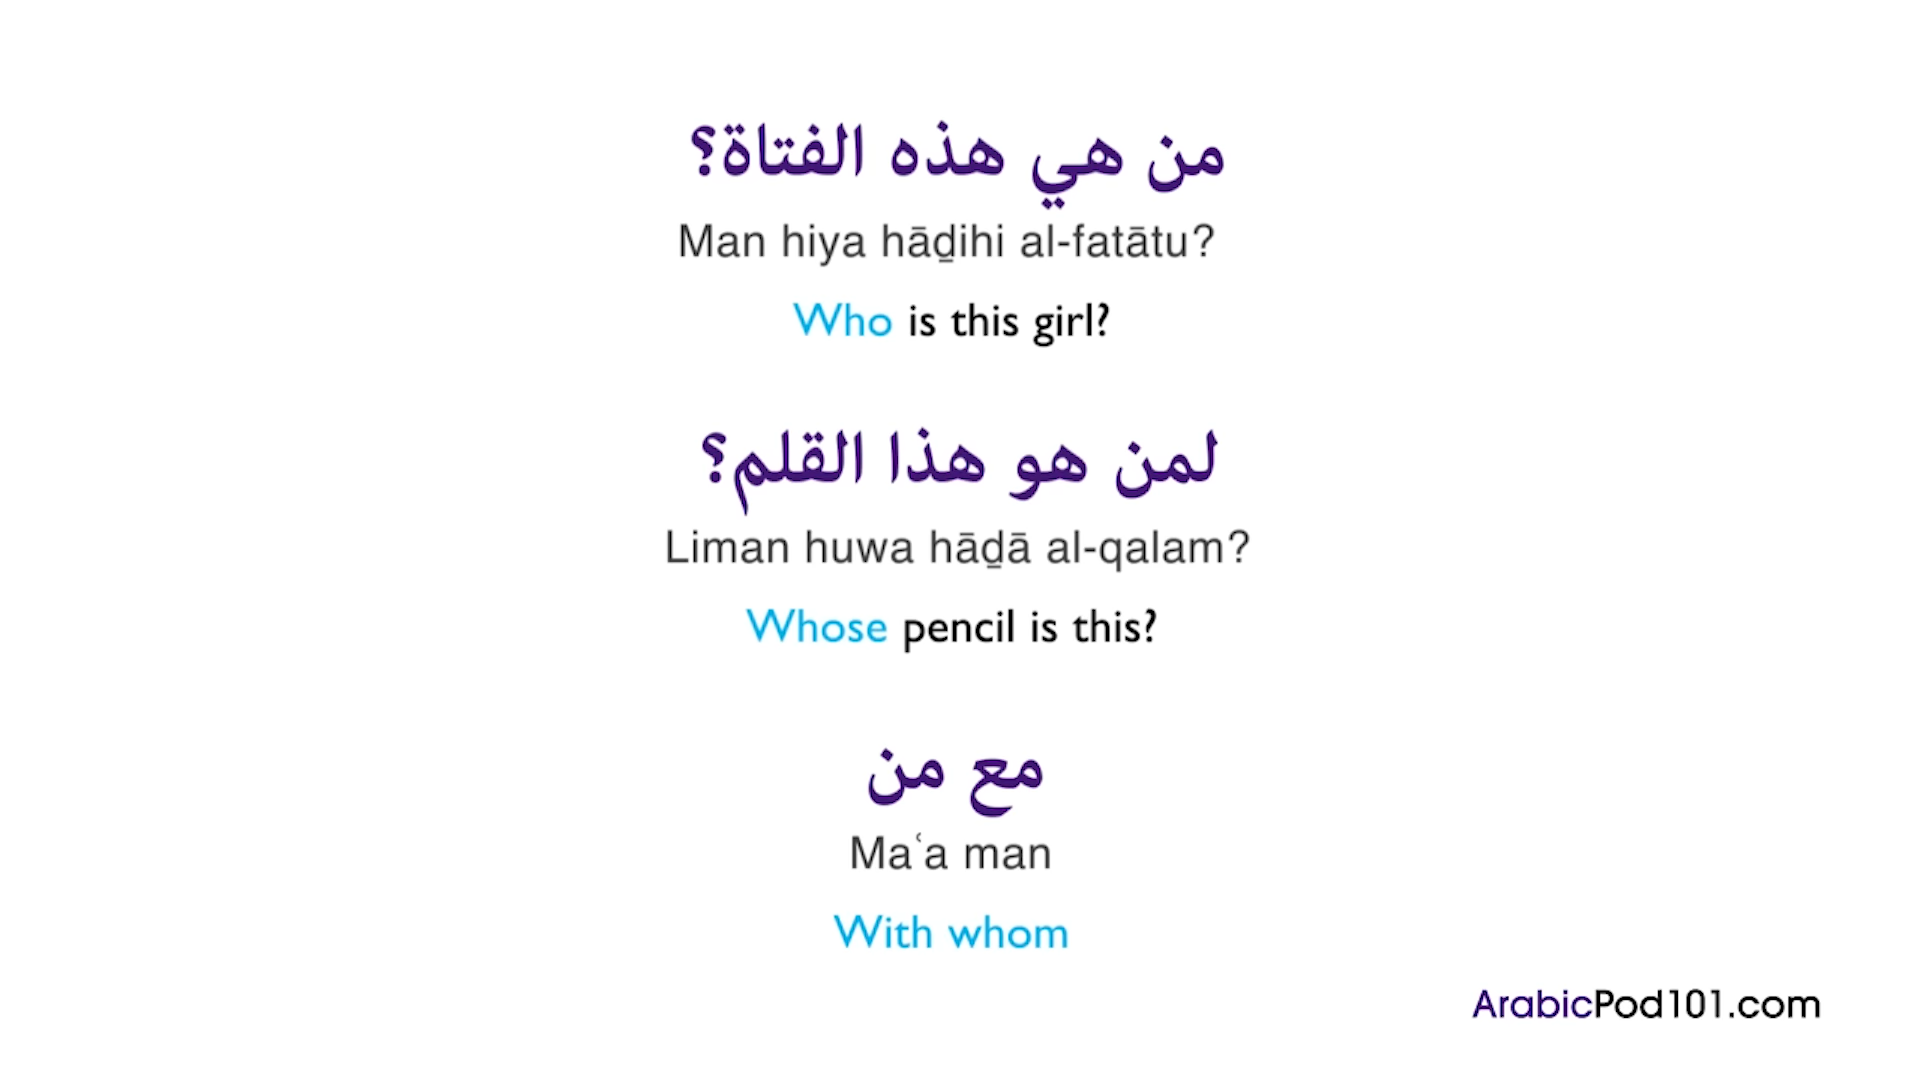 من هي هذه الفتاة؟
Man hiya hāḏihi al-fatātu?
Who is this girl?
لمن هو هذا القلم؟
Liman huwa hāḏā al-qalam?
Whose pencil is this?
مع من
Maʿa man
With whom
ArabicPod101.com